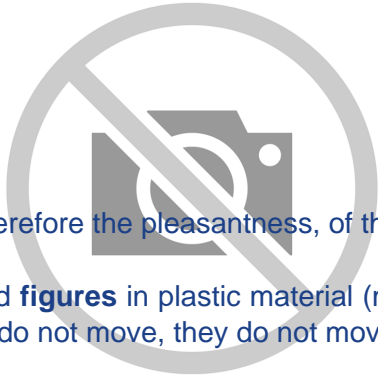 erefore the pleasantness, of th
d figures in plastic material (r
do not move, they do not mov